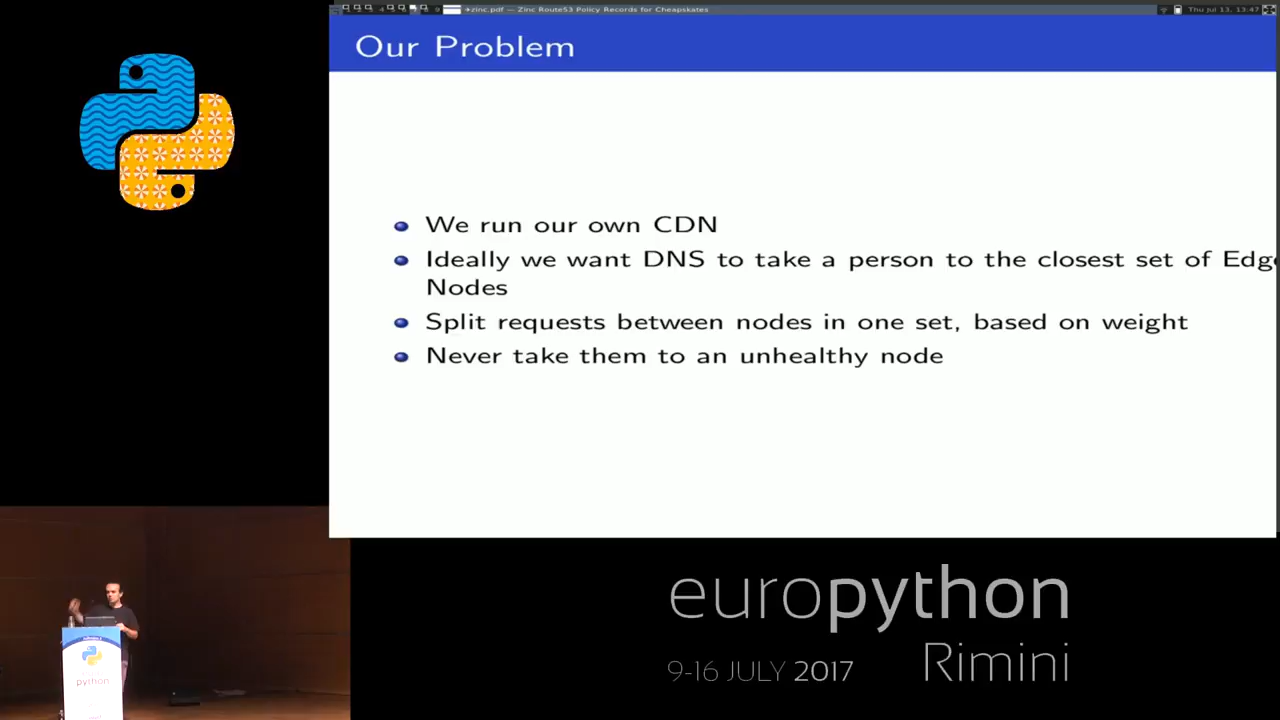 zinc.pdf — Zinc Route53 Policy Records for Cheapskates
Thu Jul 13, 13:47
Our Problem
We run our own CDN
Ideally we want DNS to take a person to the closest set of Edge
Nodes
Split requests between nodes in one set, based on weight
Never take them to an unhealthy node
europython
9-16 JULY 2017
Rimini
python